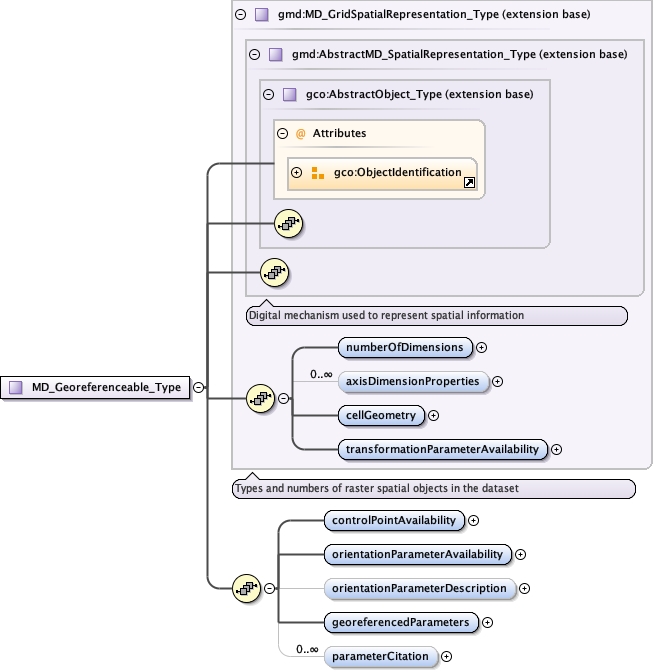 gmd:MD_GridSpatialRepresentation_Type (extension base)
gmd:AbstractMD_SpatialRepresentation_Type (extension base)
gco:AbstractObject_Type (extension base)
@ Attributes
gco:ObjectIdentification
Digital mechanism used to represent spatial information
numberOfDimensions
0..∞
axisDimensionProperties
MD_Georeferenceable_Type
cellGeometry
transformationParameterAvailability
Types and numbers of raster spatial objects in the dataset
controlPointAvailability
orientationParameterAvailability
orientationParameterDescription
georeferencedParameters
0..∞
parameterCitation